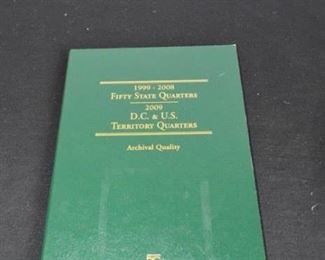 1999 - 2008
Fifty State Quarters
2009
D.C. & U.S.
Territory Quarters
Archival Quality